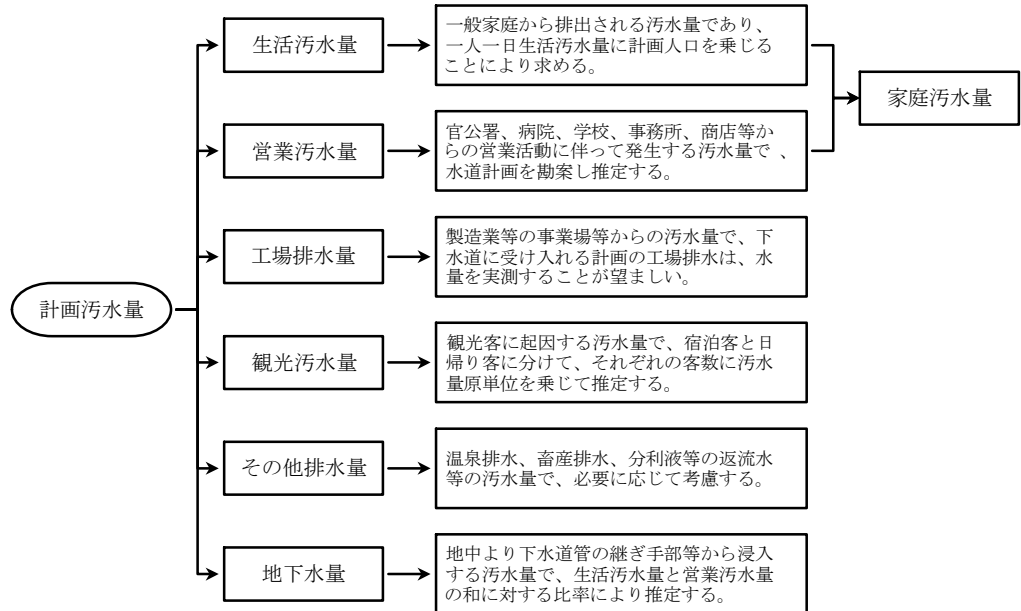 計画汚水量
生活汚水量
一般家庭から排出される汚水量であり、
一人一日生活汚水量に計画人口を乗じる
ことにより求める。
営業汚水量
官公署、病院、学校、事務所、商店等か
らの営業活動に伴って発生する汚水量で、
水道計画を勘案し推定する。
家庭汚水量
工場排水量
製造業等の事業場等からの汚水量で、下
水道に受け入れる計画の工場排水は、水
量を実測することが望ましい。
観光汚水量
観光客に起因する汚水量で、宿泊客と日
帰り客に分けて、それぞれの客数に汚水
量原単位を乗じて推定する。
その他排水量
温泉排水、畜産排水、分利液等の返流水
等の汚水量で、必要に応じて考慮する。
地下水量
地中より下水道管の継ぎ手部等から浸入
する汚水量で、生活汚水量と営業汚水量
の和に対する比率により推定する。